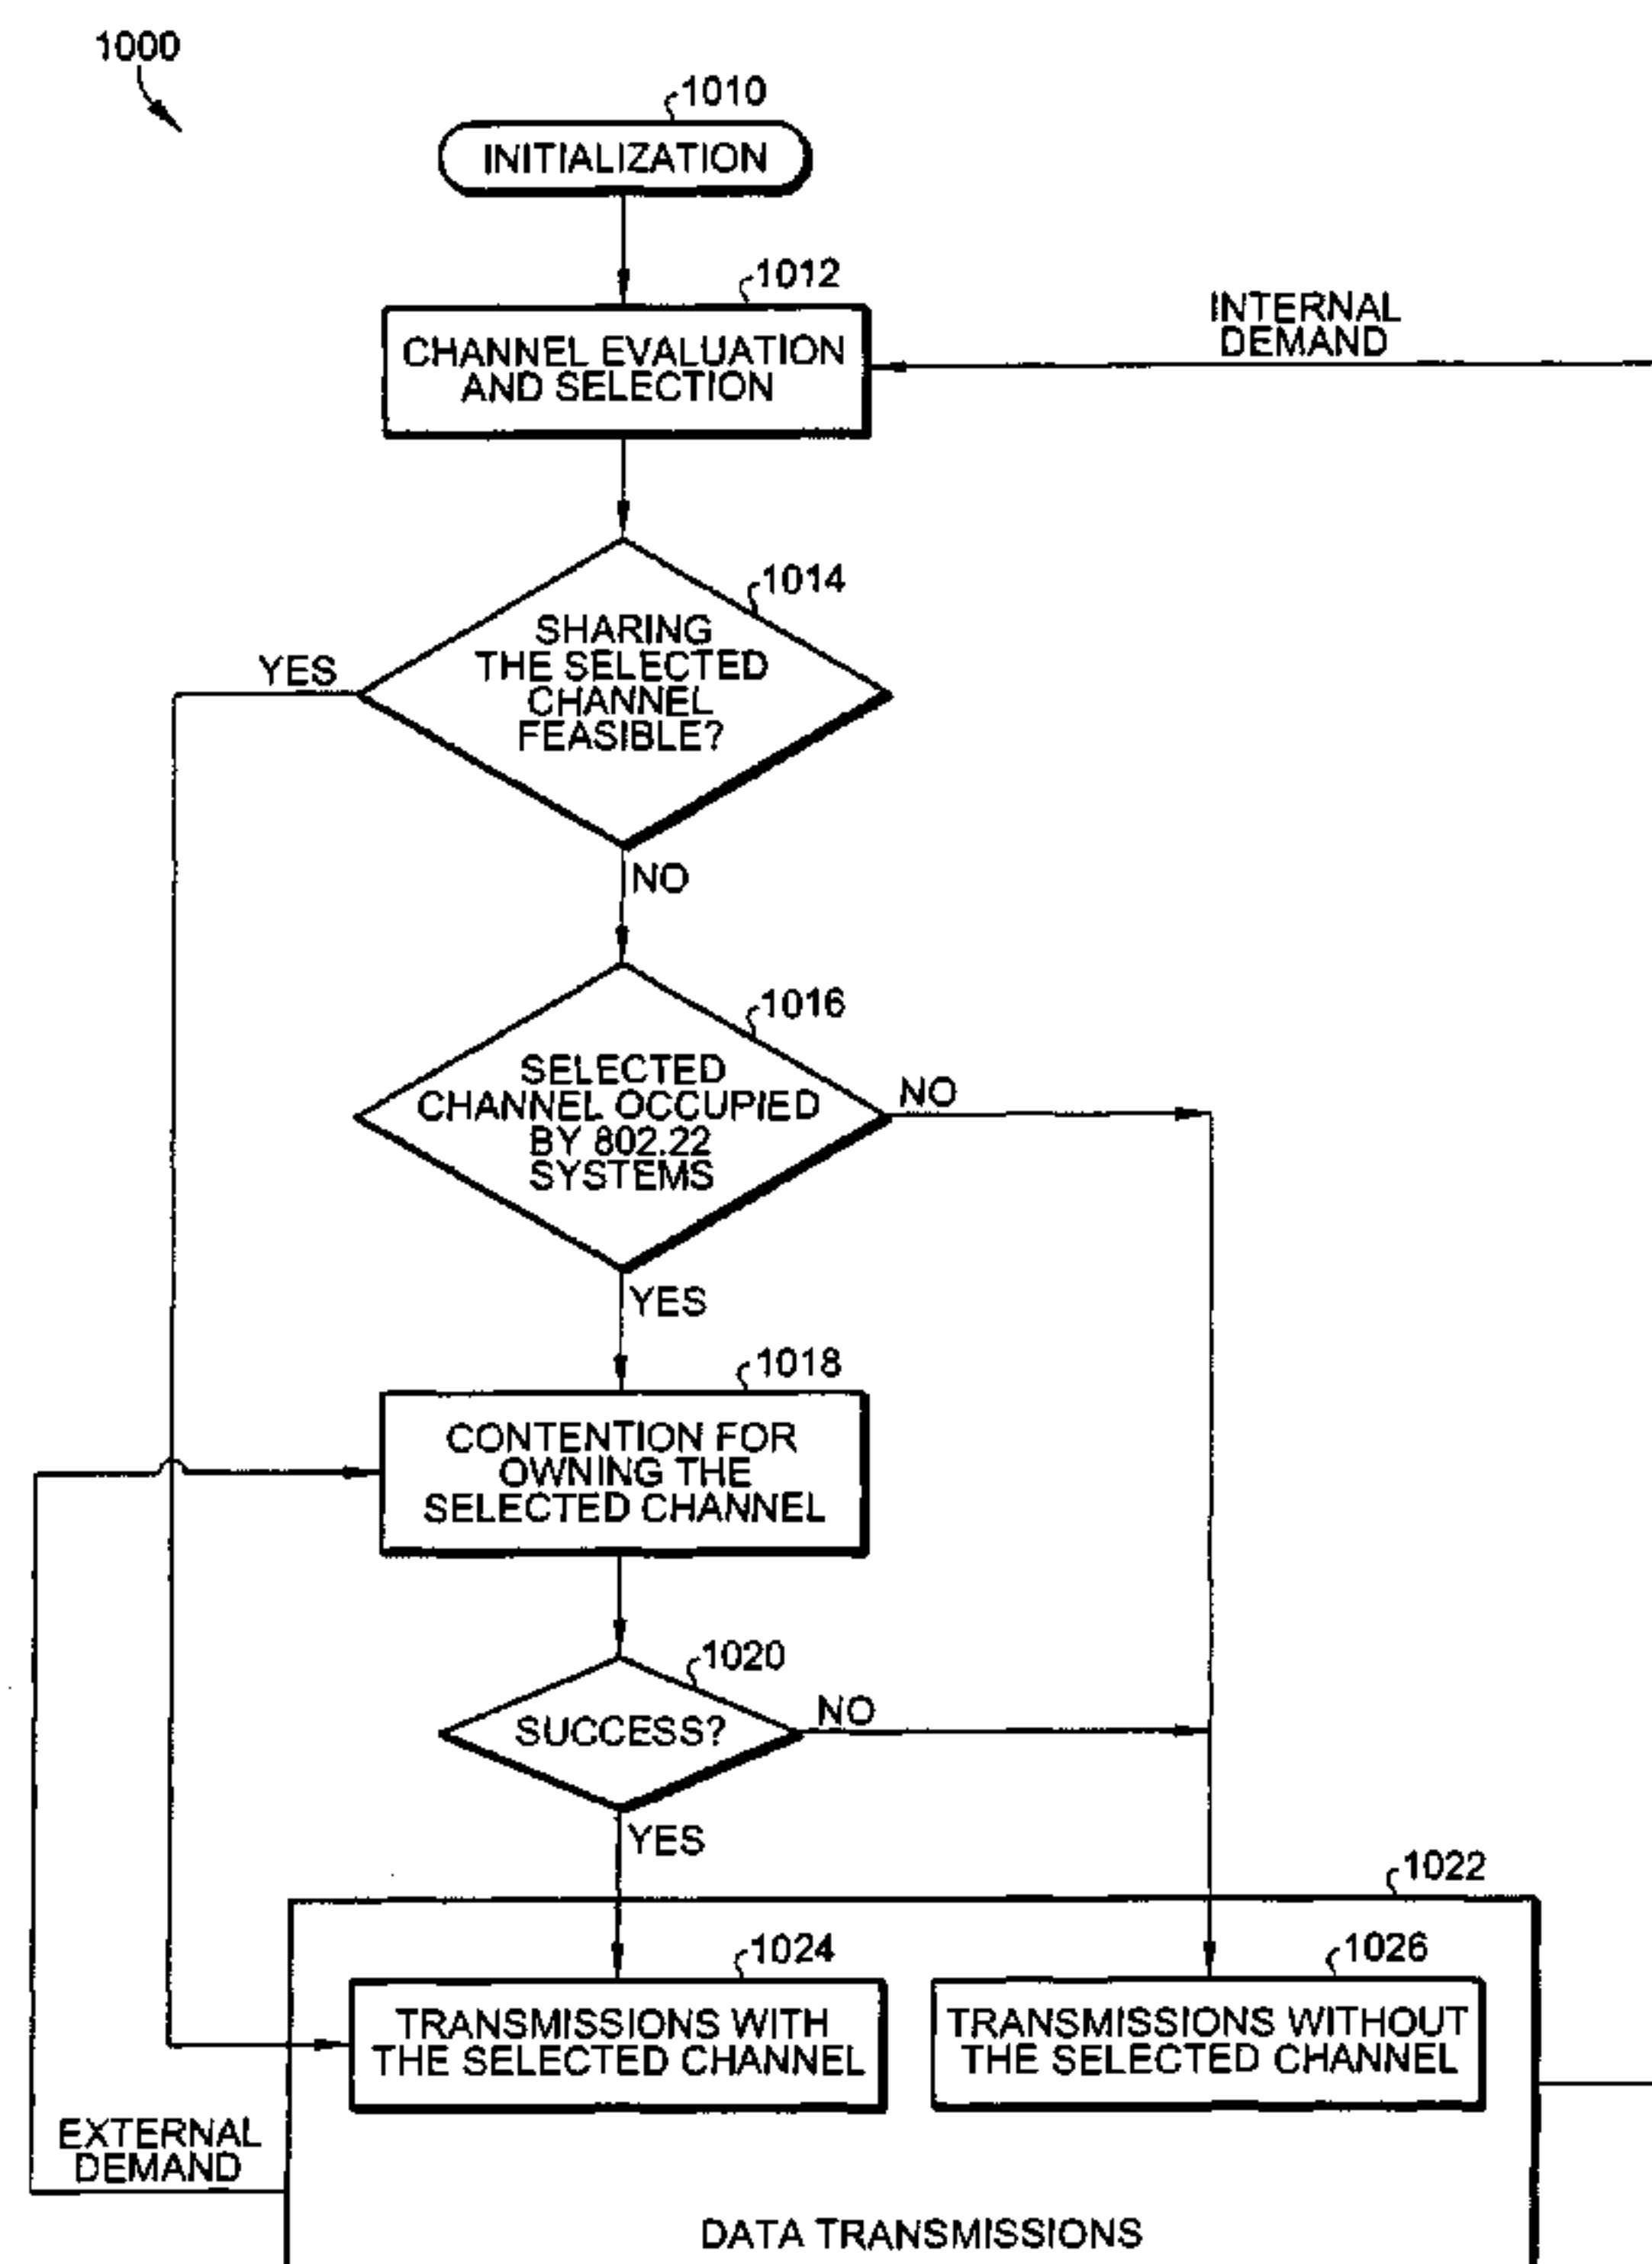 1000
1010
INITIALIZATION
1012
CHANNEL EVALUATION
AND SELECTION
INTERNAL
DEMAND
1014
SHARING
THE SELECTED
CHANNEL
FEASIBLE?
YES
NO
1016
SELECTED
CHANNEL OCCUPIED
BY 802.22
SYSTEMS
NO
YES
1018
CONTENTION FOR
OWNING THE
SELECTED CHANNEL
1020
SUCCESS?
NO
YES
1022
1024
TRANSMISSIONS WITH
THE SELECTED CHANNEL
1026
TRANSMISSIONS WITHOUT
THE SELECTED CHANNEL
EXTERNAL
DEMAND
DATA TRANSMISSIONS